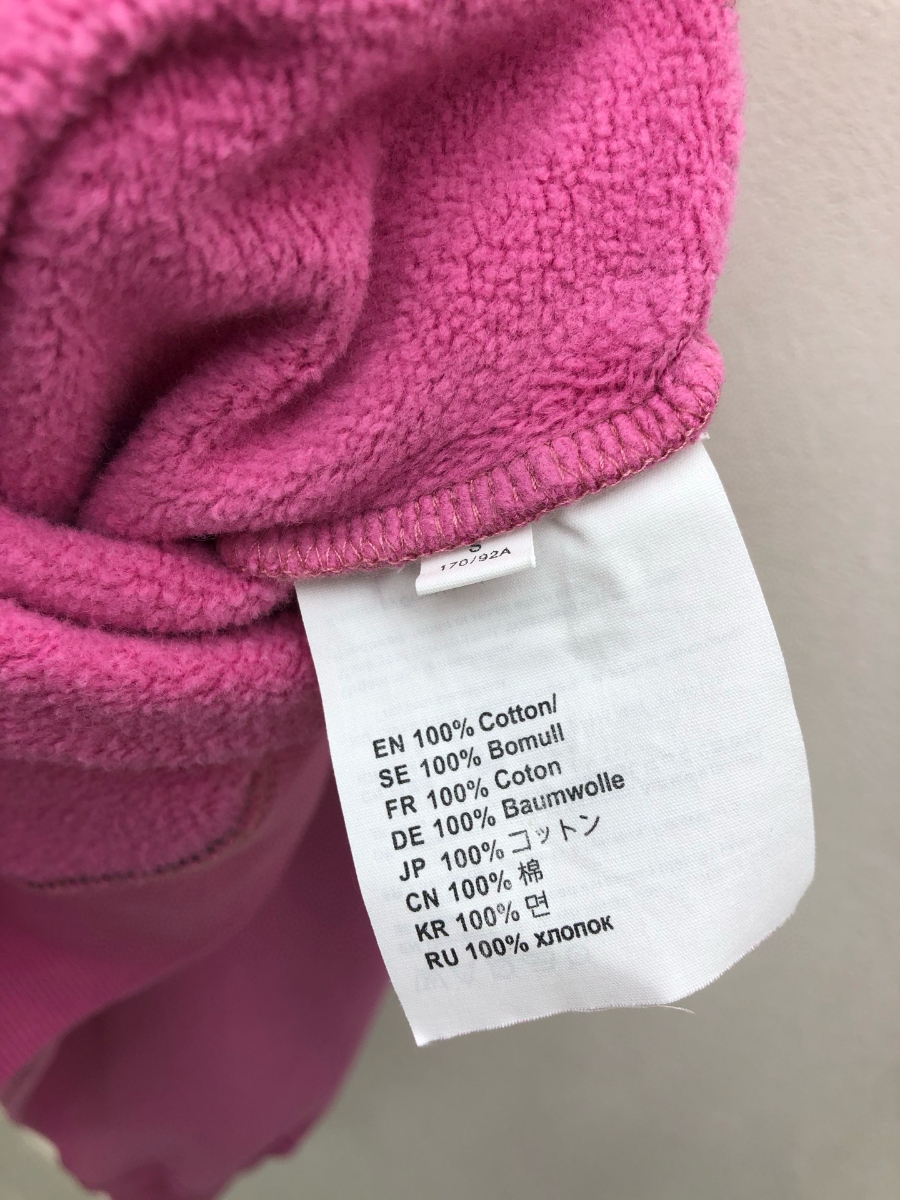 S
170/92A
EN 100% Cotton/
SE 100% Bomull
FR 100% Coton
DE 100% Baumwolle
JP 100% コットン
CN 100% 棉
KR 100% 면
RU 100% хлопок